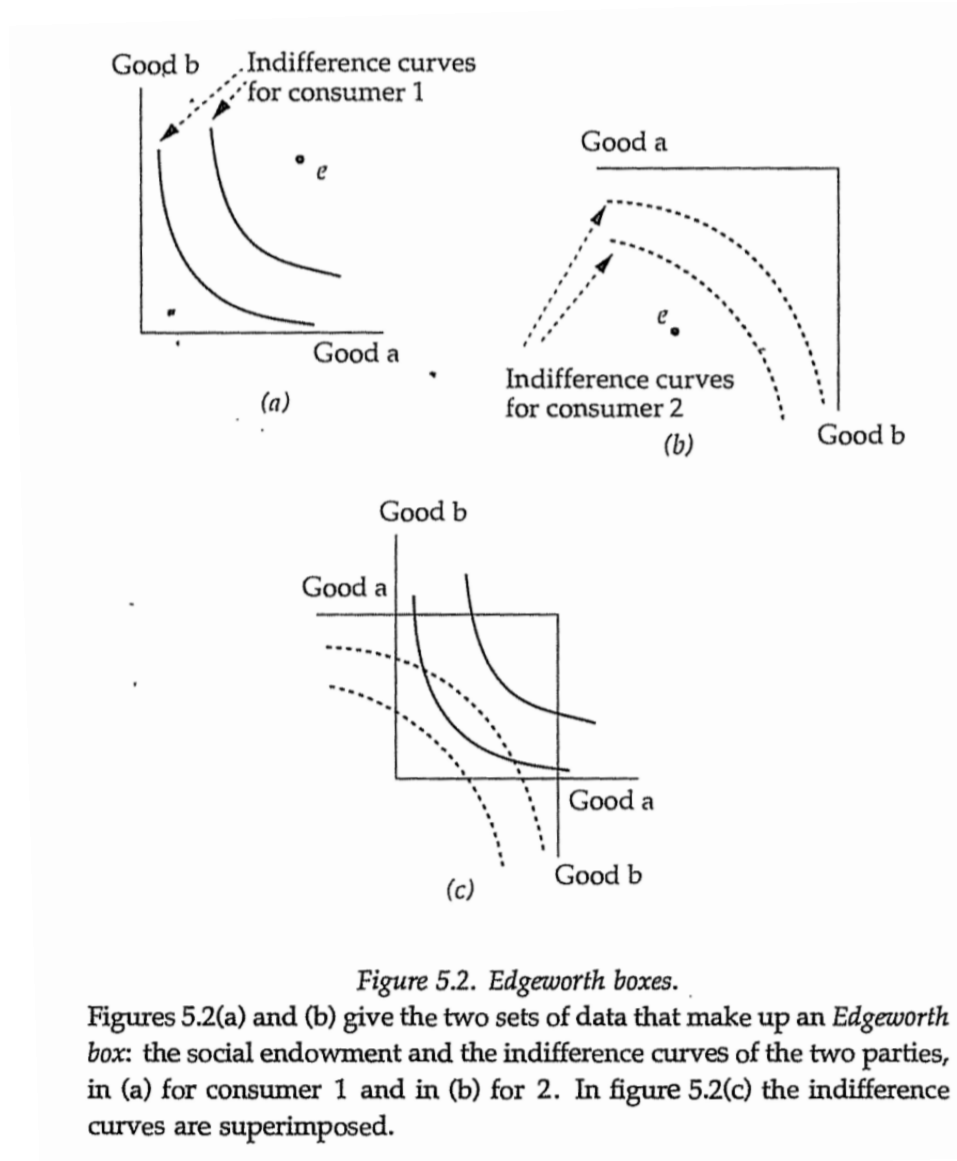 Good b
Indifference curves
for consumer 1
e
Good a
(a)
Good a
e
Indifference curves
for consumer 2
(b)
Good b
Good b
Good a
Good a
Good b
(c)
Figure 5.2. Edgeworth boxes.
Figures 5.2(a) and (b) give the two sets of data that make up an Edgeworth
box: the social endowment and the indifference curves of the two parties,
in (a) for consumer 1 and in (b) for 2. In figure 5.2(c) the indifference
curves are superimposed.